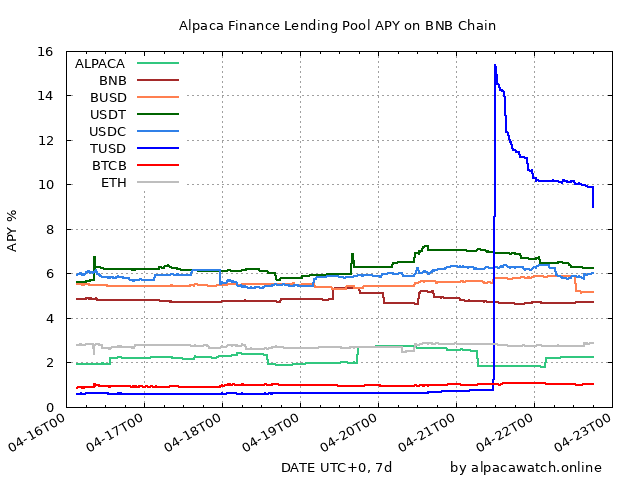 Alpaca Finance Lending Pool APY on BNB Chain
16
14
12
10
8
6
4
2
0
APY %
ALPACA
BNB
BUSD
USDT
USDC
TUSD
BTCB
ETH
04-16T00
04-17T00
04-18T00
04-19T00
04-20T00
04-21T00
04-22T00
04-23T00
DATE UTC+0, 7d
by alpacawatch.online